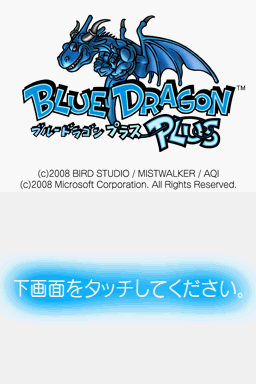 BLUE DRAGON™
ブルードラゴン プラス PLUS
(c)2008 BIRD STUDIO / MISTWALKER / AQI
(c)2008 Microsoft Corporation. All Rights Reserved.
下画面をタッチしてください。